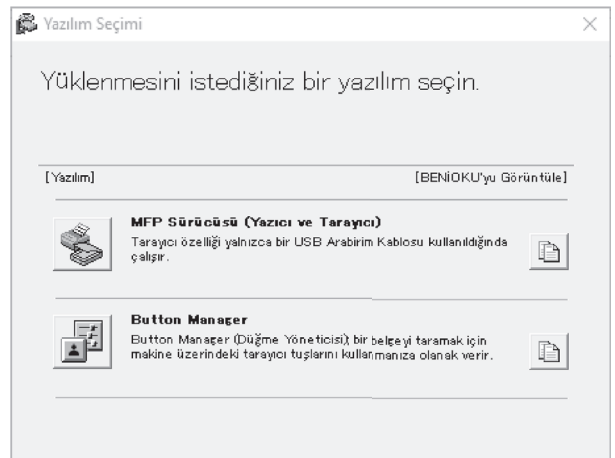 Yazılım Seçimi
Yüklenmesini istediğiniz bir yazılım seçin.
[Yazılım] [BENİOKU'yu Görüntüle]
MFP Sürücüsü (Yazıcı ve Tarayıcı)
Tarayıcı özelliği yalnızca bir USB Arabirim Kablosu kullanıldığında
çalışır.
Button Manager
Button Manager (Düğme Yöneticisi); bir belgeyi taramak için
makine üzerindeki tarayıcı tuşlarını kullanmanıza olanak verir.